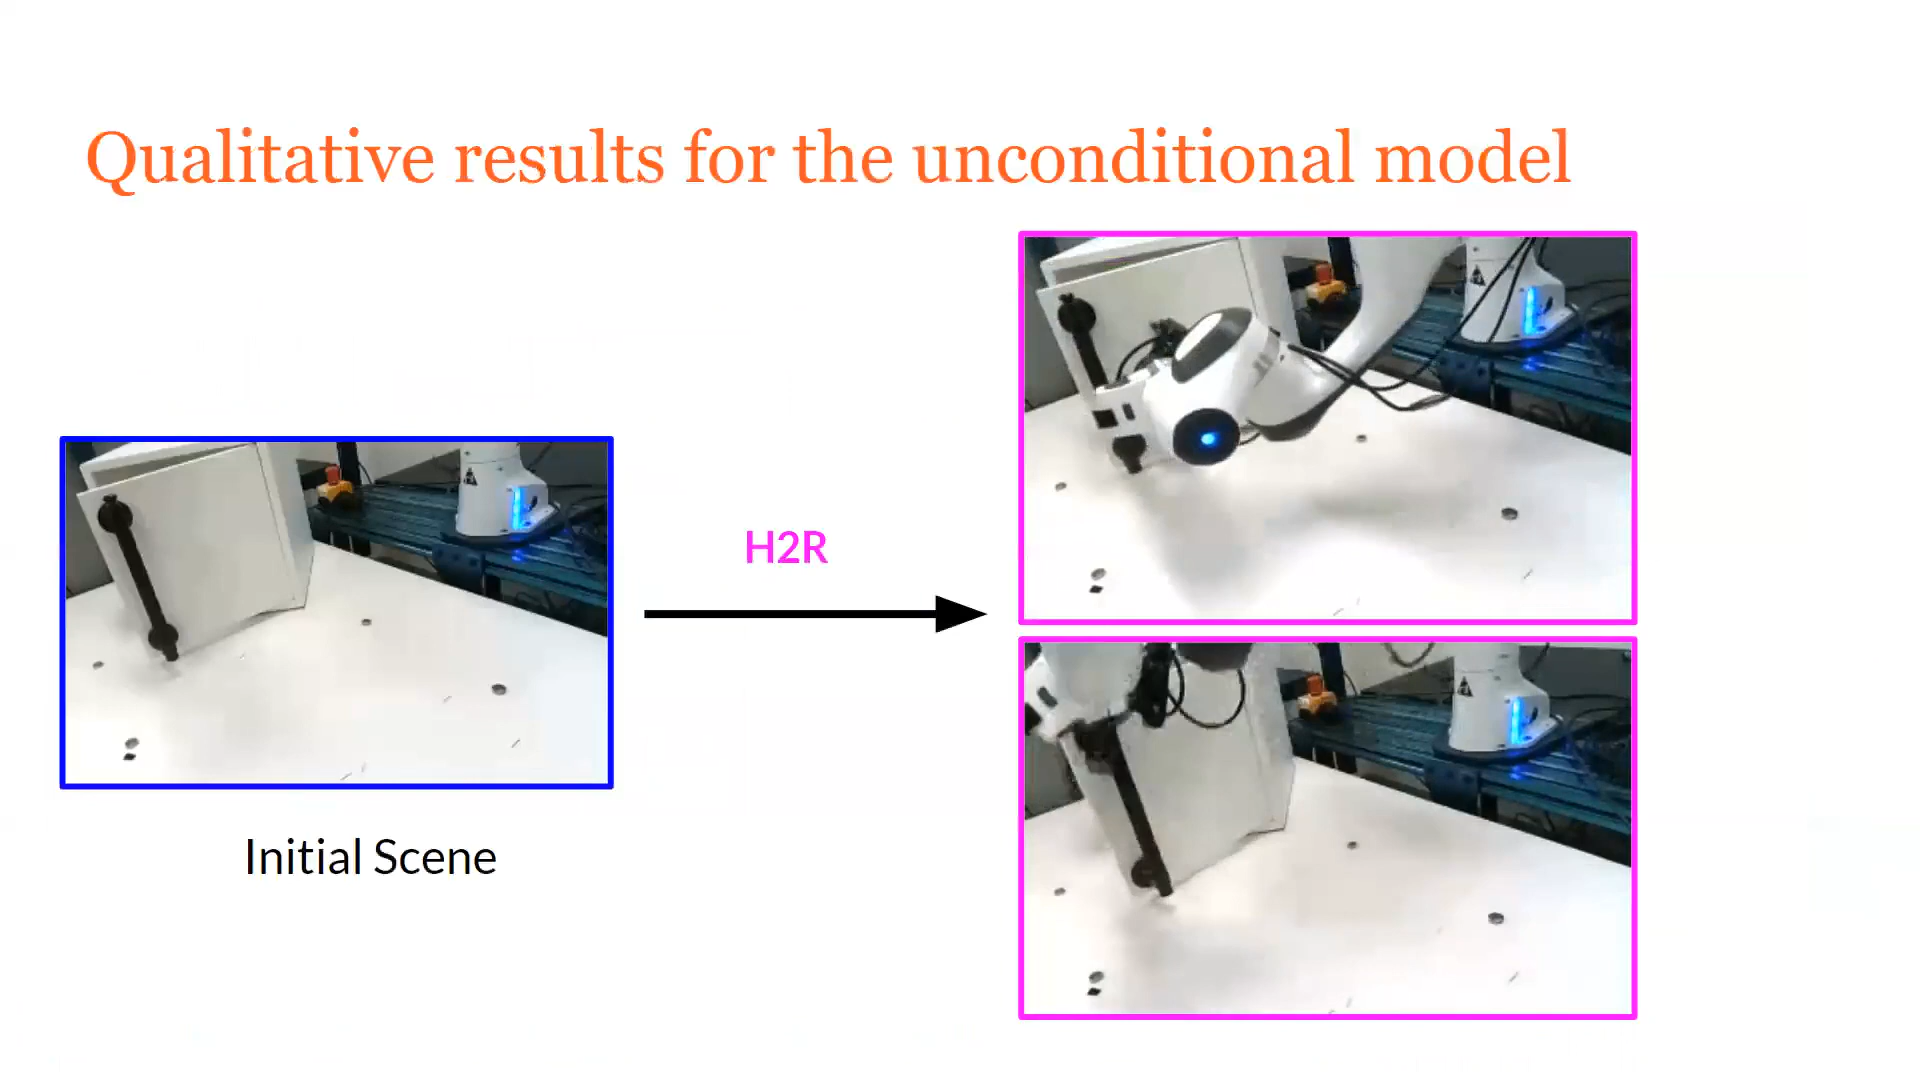 Qualitative results for the unconditional model
H2R
Initial Scene